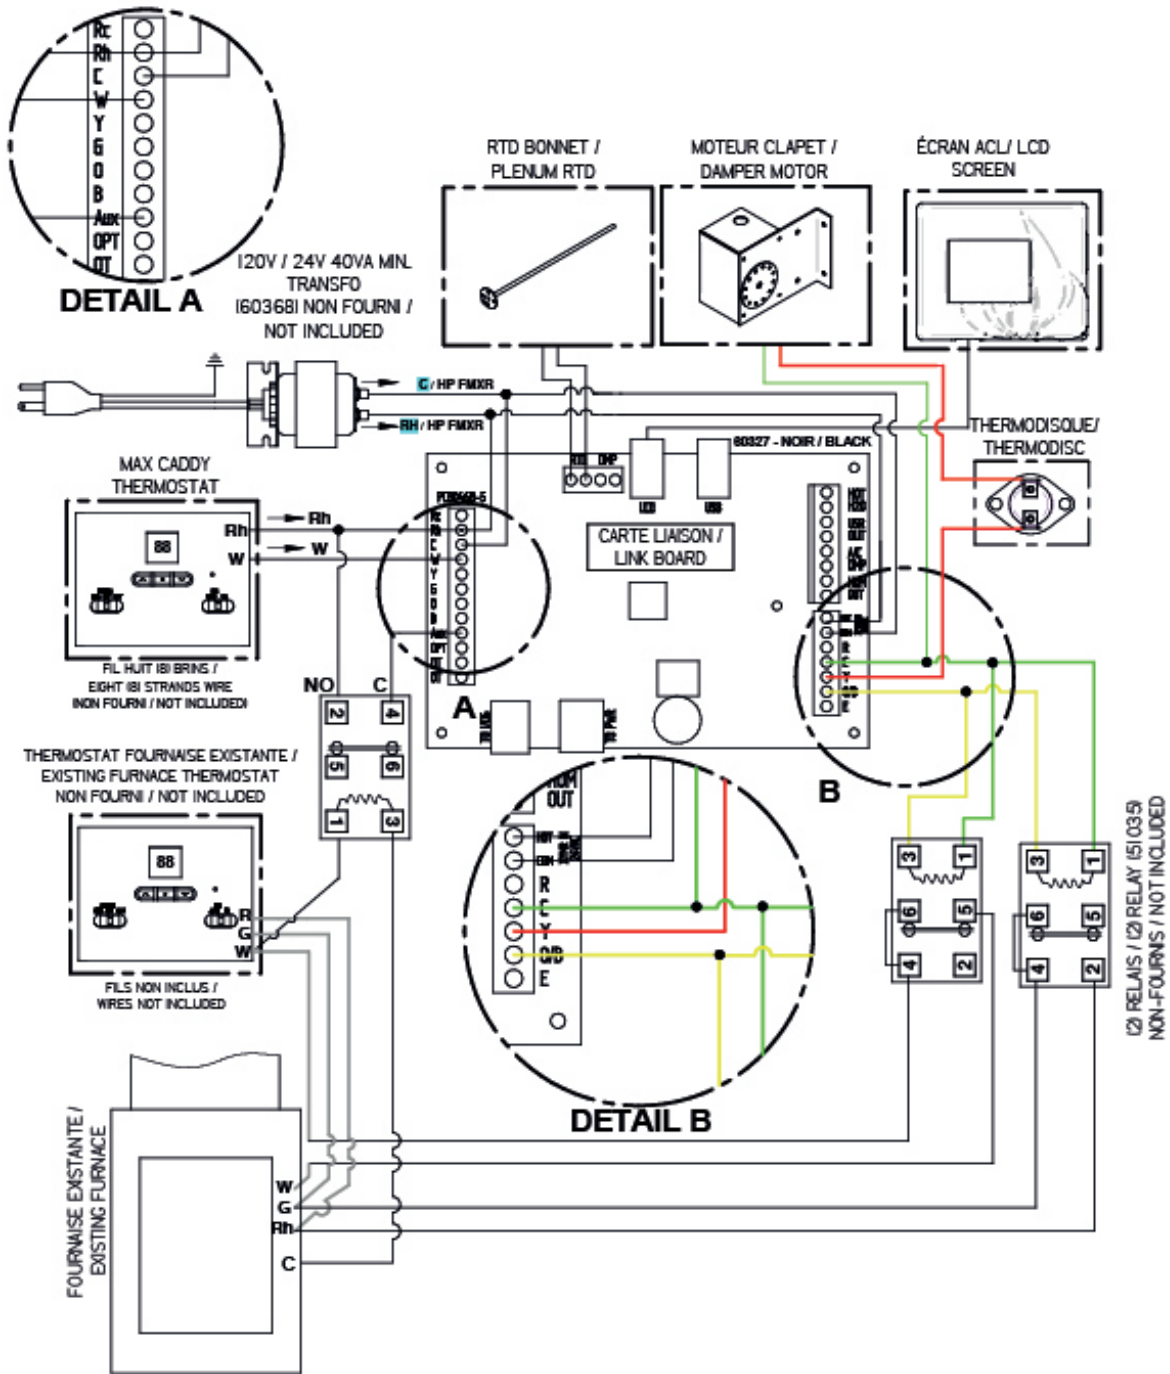 Rc
Rh
C
W
Y
G
O
B
Aux
OPT
OT
DETAIL A
120V / 24V 40VA MIN.
TRANSFO
(60368) NON FOURNI /
NOT INCLUDED
RTD BONNET /
PLENUM RTD
MOTEUR CLAPET /
DAMPER MOTOR
ÉCRAN ACL/ LCD
SCREEN
C / HP FMXR
RH / HP FMXR
60327 - NOIR / BLACK
THERMODISQUE/
THERMODISC
MAX CADDY
THERMOSTAT
Rh
W
88
Rh
W
FIL HUIT (8) BRINS /
EIGHT (8) STRANDS WIRE
(NON FOURNI / NOT INCLUDED)
CARTE LIAISON /
LINK BOARD
LCD
USB
A
B
NO
C
2
4
5
6
1
3
THERMOSTAT FOURNAISE EXISTANTE /
EXISTING FURNACE THERMOSTAT
NON FOURNI / NOT INCLUDED
88
R
G
W
FILS NON INCLUS /
WIRES NOT INCLUDED
OUT
HOT
COM
R
C
Y
O/B
E
DETAIL B
3
1
6
5
4
2
3
1
6
5
4
2
(2) RELAIS / (2) RELAY (51035)
NON-FOURNIS / NOT INCLUDED
FOURNAISE EXISTANTE /
EXISTING FURNACE
W
G
Rh
C